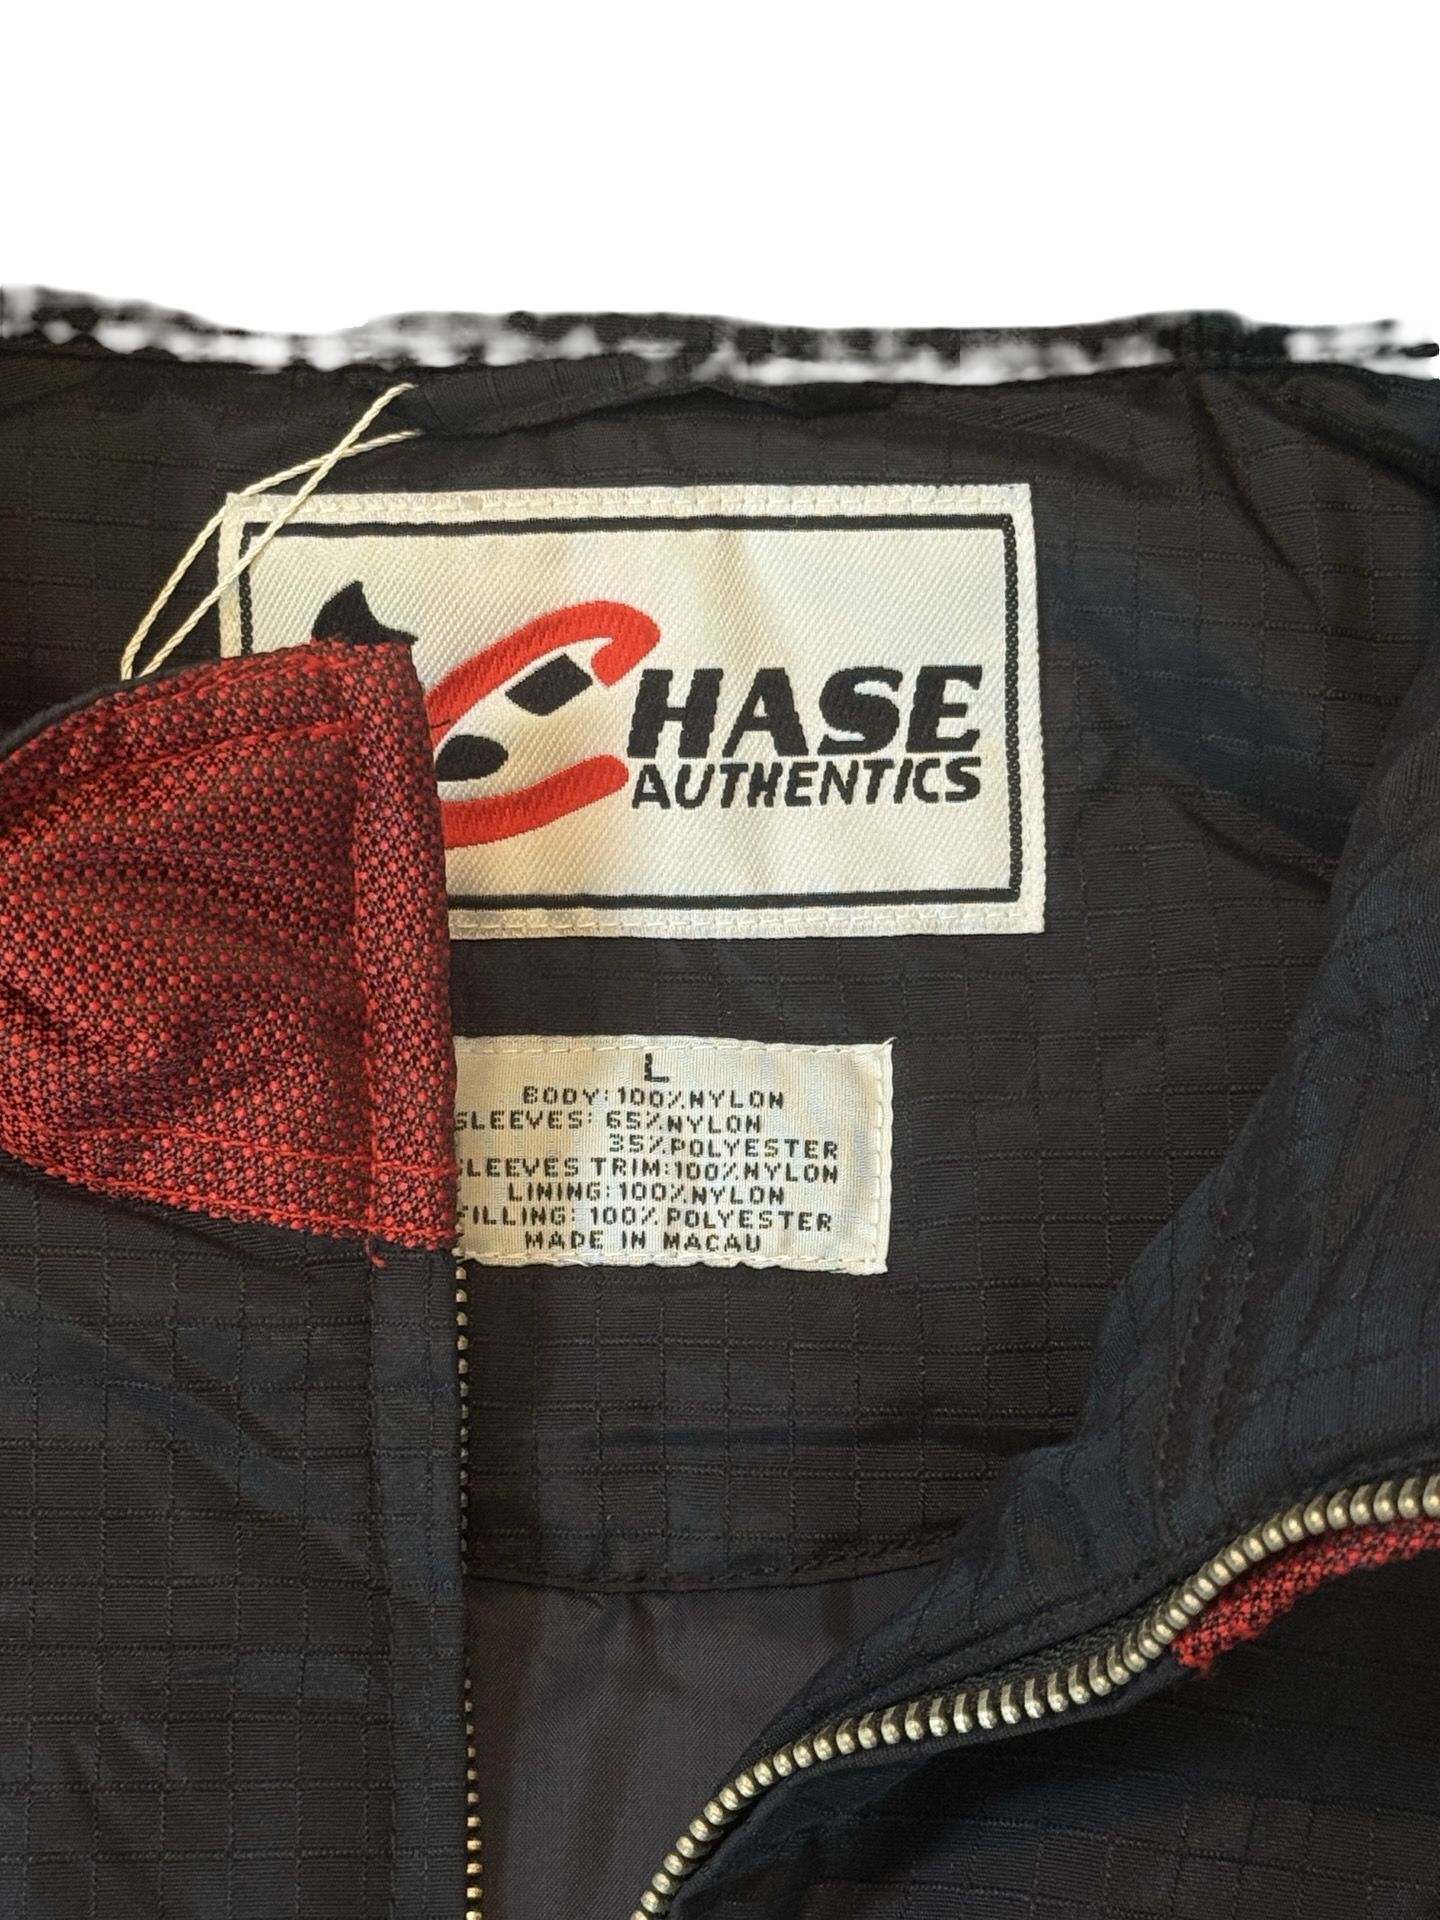 CHASE
AUTHENTICS
L
BODY:100%NYLON
SLEEVES: 65%NYLON
35%POLYESTER
SLEEVES TRIM:100%NYLON
LINING:100%NYLON
FILLING: 100% POLYESTER
MADE IN MACAU